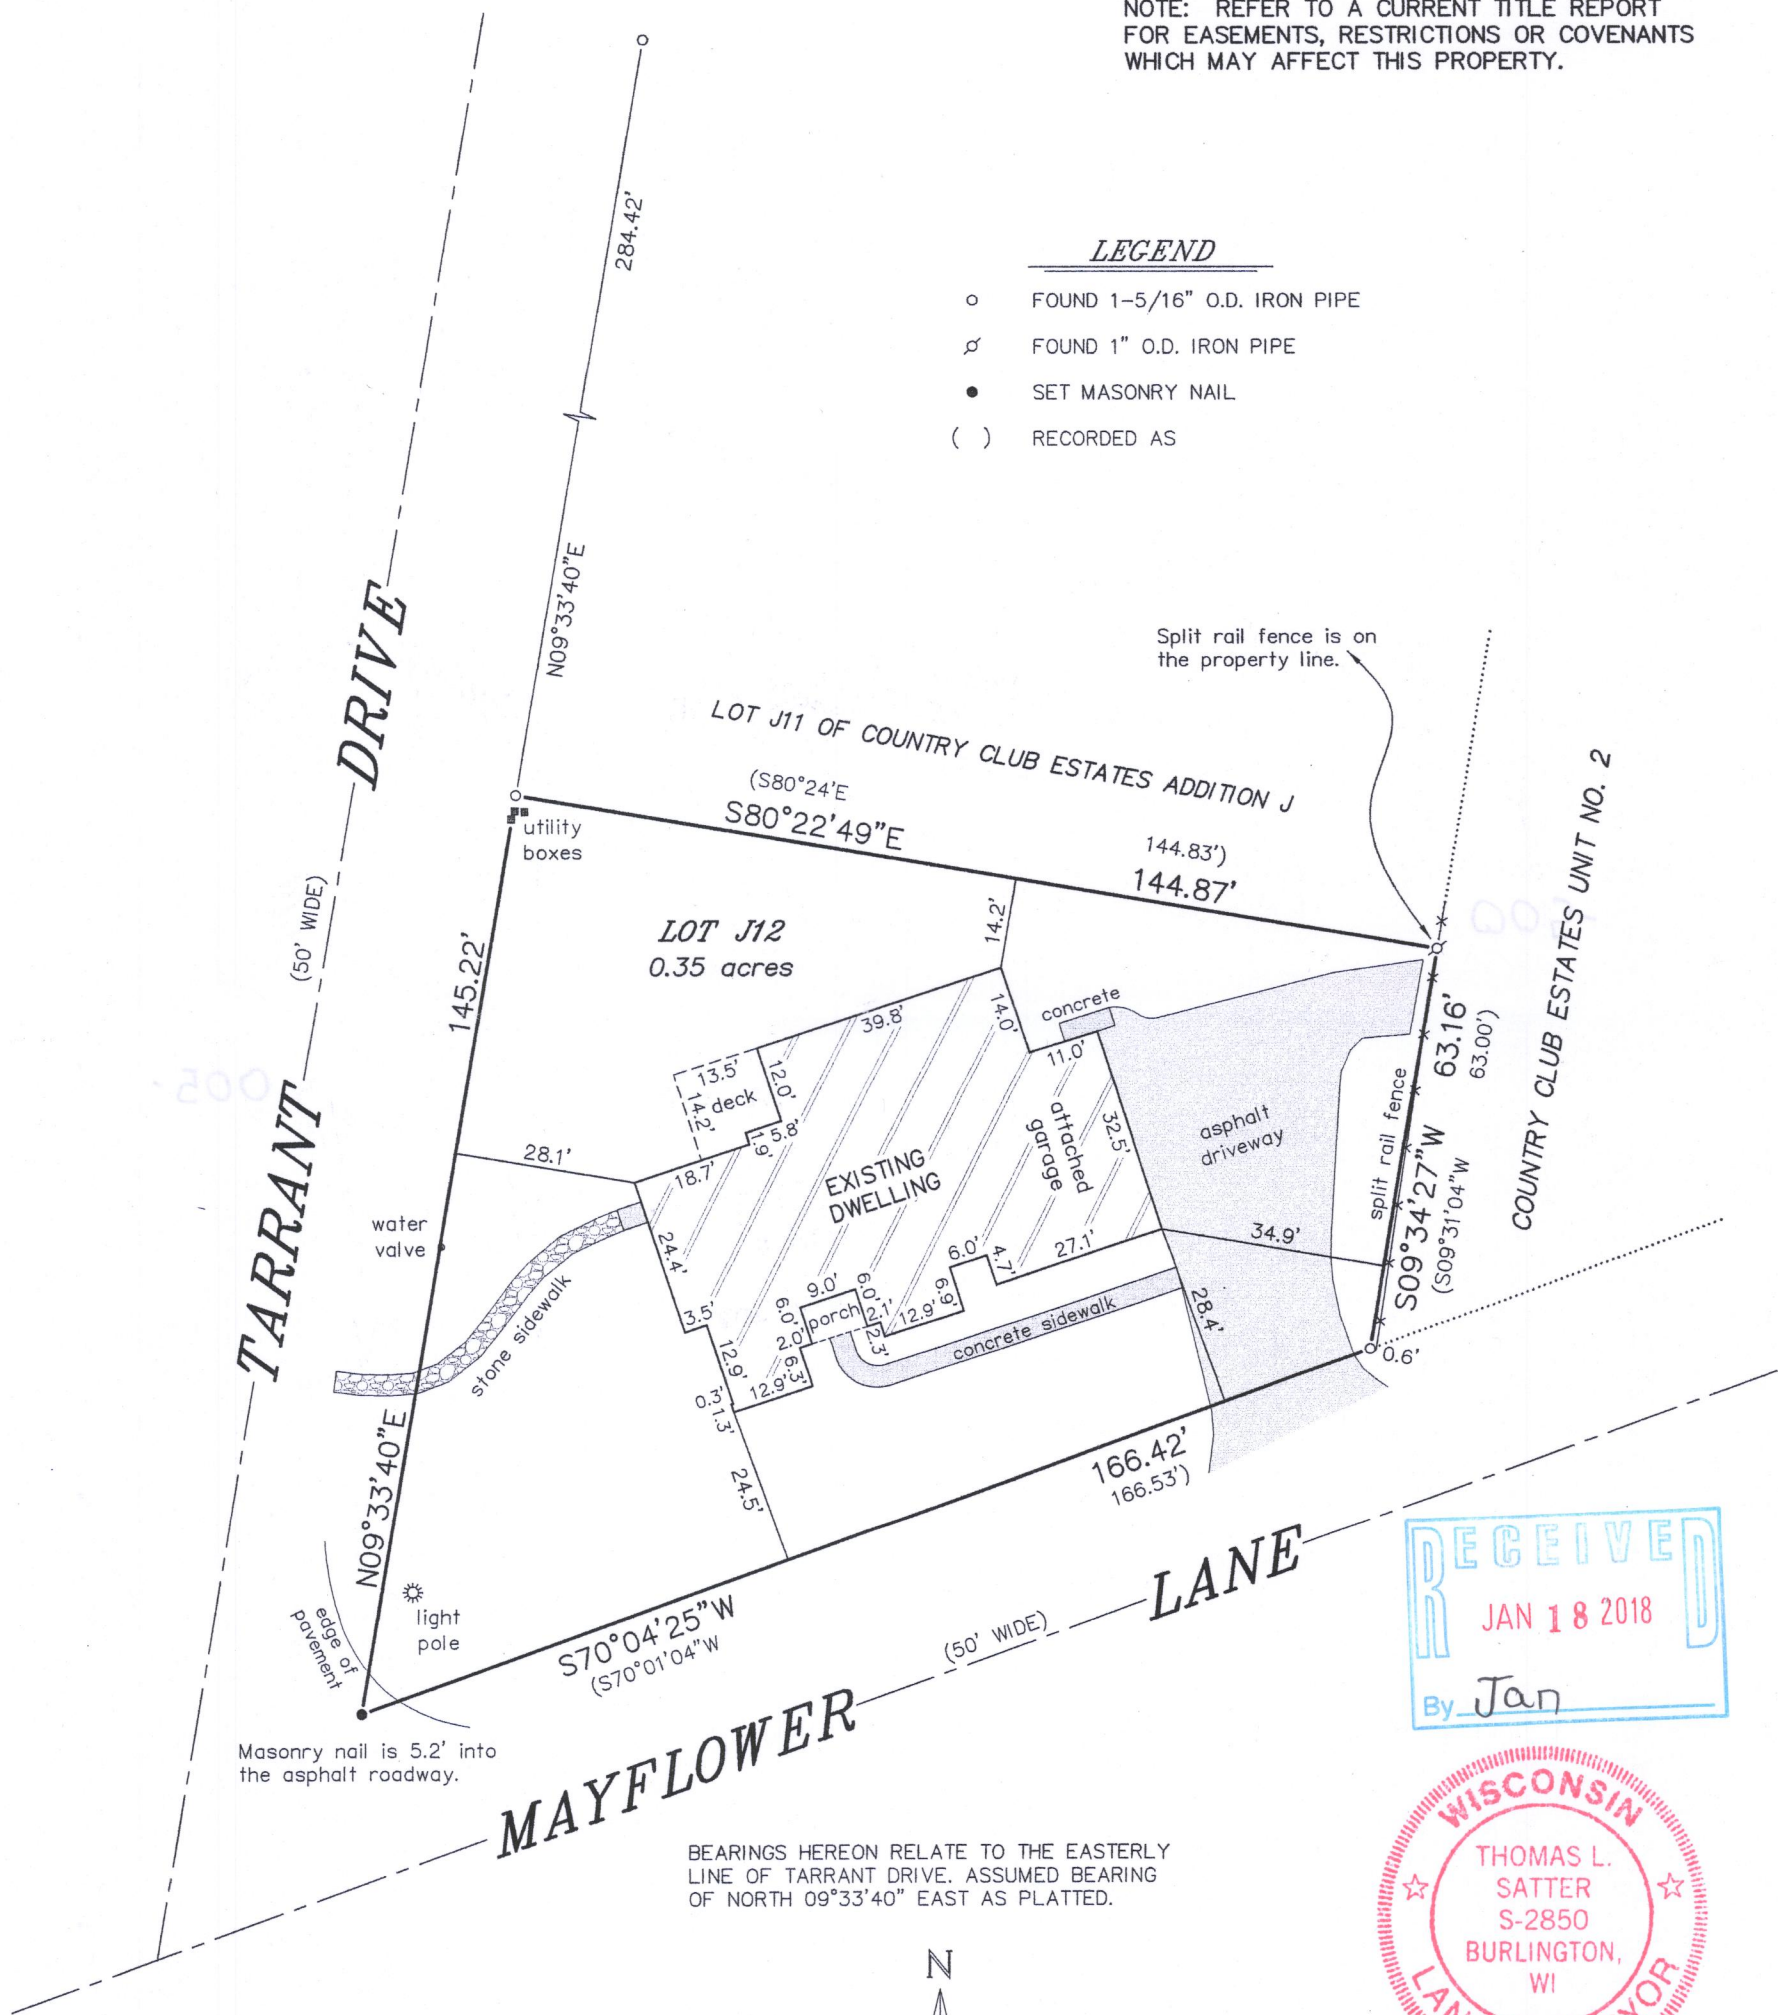 NOTE: REFER TO A CURRENT TITLE REPORT
FOR EASEMENTS, RESTRICTIONS OR COVENANTS
WHICH MAY AFFECT THIS PROPERTY.
284.42'
N09°33'40"E
LEGEND
FOUND 1-5/16" O.D. IRON PIPE
FOUND 1" O.D. IRON PIPE
SET MASONRY NAIL
( ) RECORDED AS
TARRANT DRIVE
(50' WIDE)
Split rail fence is on
the property line.
LOT J11 OF COUNTRY CLUB ESTATES ADDITION J
(S80°24'E
S80°22'49"E
144.83')
144.87'
COUNTRY CLUB ESTATES UNIT NO. 2
utility
boxes
145.22'
LOT J12
0.35 acres
14.2'
39.8'
14.0'
concrete
11.0'
13.5'
deck
14.2'
12.0'
5.8'
1.9'
18.7'
28.1'
EXISTING
DWELLING
attached
garage
32.5'
asphalt
driveway
split rail fence
63.16'
63.00')
S09°34'27"W
(S09°31'04"W
34.9'
water
valve
24.4'
stone sidewalk
3.5'
12.9'
0.3'
1.3'
12.9'
6.3'
2.0'
6.0'
9.0'
porch
6.0'
2.1'
2.3'
12.9'
6.9'
6.0'
4.7'
27.1'
concrete sidewalk
28.4'
0.6'
24.5'
166.42'
166.53')
N09°33'40"E
edge of
pavement
light
pole
S70°04'25"W
(S70°01'04"W
(50' WIDE)
MAYFLOWER LANE
Masonry nail is 5.2' into
the asphalt roadway.
RECEIVED
JAN 18 2018
By Jan
BEARINGS HEREON RELATE TO THE EASTERLY
LINE OF TARRANT DRIVE. ASSUMED BEARING
OF NORTH 09°33'40" EAST AS PLATTED.
N
WISCONSIN
THOMAS L.
SATTER
S-2850
BURLINGTON,
WI